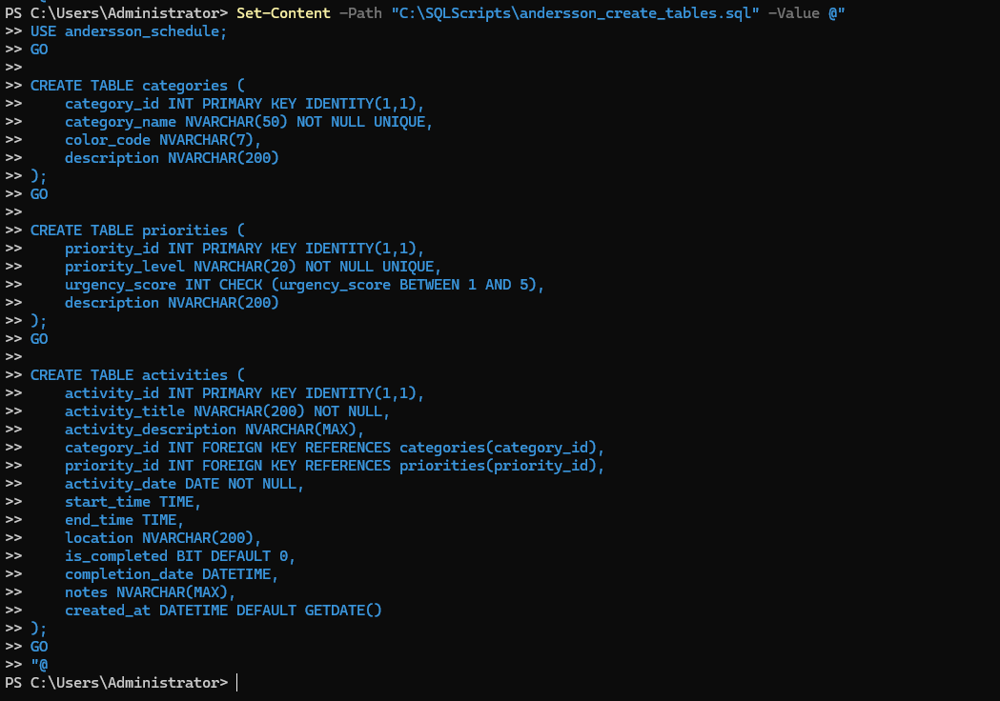 PS C:\Users\Administrator> Set-Content -Path "C:\SQLScripts\andersson_create_tables.sql" -Value @"
>> USE andersson_schedule;
>> GO
>>
>> CREATE TABLE categories (
>>     category_id INT PRIMARY KEY IDENTITY(1,1),
>>     category_name NVARCHAR(50) NOT NULL UNIQUE,
>>     color_code NVARCHAR(7),
>>     description NVARCHAR(200)
>> );
>> GO
>>
>> CREATE TABLE priorities (
>>     priority_id INT PRIMARY KEY IDENTITY(1,1),
>>     priority_level NVARCHAR(20) NOT NULL UNIQUE,
>>     urgency_score INT CHECK (urgency_score BETWEEN 1 AND 5),
>>     description NVARCHAR(200)
>> );
>> GO
>>
>> CREATE TABLE activities (
>>     activity_id INT PRIMARY KEY IDENTITY(1,1),
>>     activity_title NVARCHAR(200) NOT NULL,
>>     activity_description NVARCHAR(MAX),
>>     category_id INT FOREIGN KEY REFERENCES categories(category_id),
>>     priority_id INT FOREIGN KEY REFERENCES priorities(priority_id),
>>     activity_date DATE NOT NULL,
>>     start_time TIME,
>>     end_time TIME,
>>     location NVARCHAR(200),
>>     is_completed BIT DEFAULT 0,
>>     completion_date DATETIME,
>>     notes NVARCHAR(MAX),
>>     created_at DATETIME DEFAULT GETDATE()
>> );
>> GO
>> "@
PS C:\Users\Administrator>